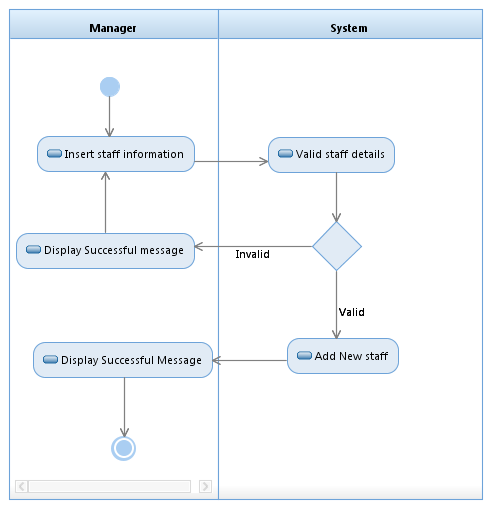 Manager
System
Insert staff information
Valid staff details
Display Successful message
Invalid
Valid
Display Successful Message
Add New staff